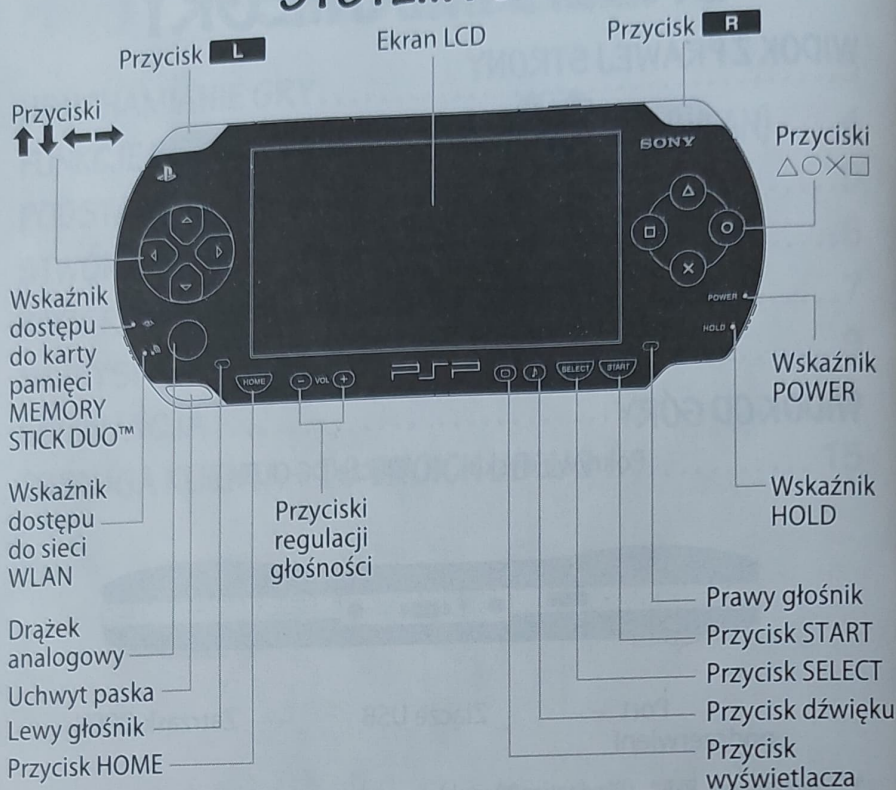 Przycisk L
Ekran LCD
Przycisk R
Przyciski
↑↓←→
Przyciski
△○×□
SONY
POWER
HOLD
HOME
VOL
PSP
SELECT
START
Wskaźnik
dostępu
do karty
pamięci
MEMORY
STICK DUO™
Wskaźnik
dostępu
do sieci
WLAN
Drążek
analogowy
Uchwyt paska
Lewy głośnik
Przycisk HOME
Przyciski
regulacji
głośności
Wskaźnik
POWER
Wskaźnik
HOLD
Prawy głośnik
Przycisk START
Przycisk SELECT
Przycisk dźwięku
Przycisk
wyświetlacza